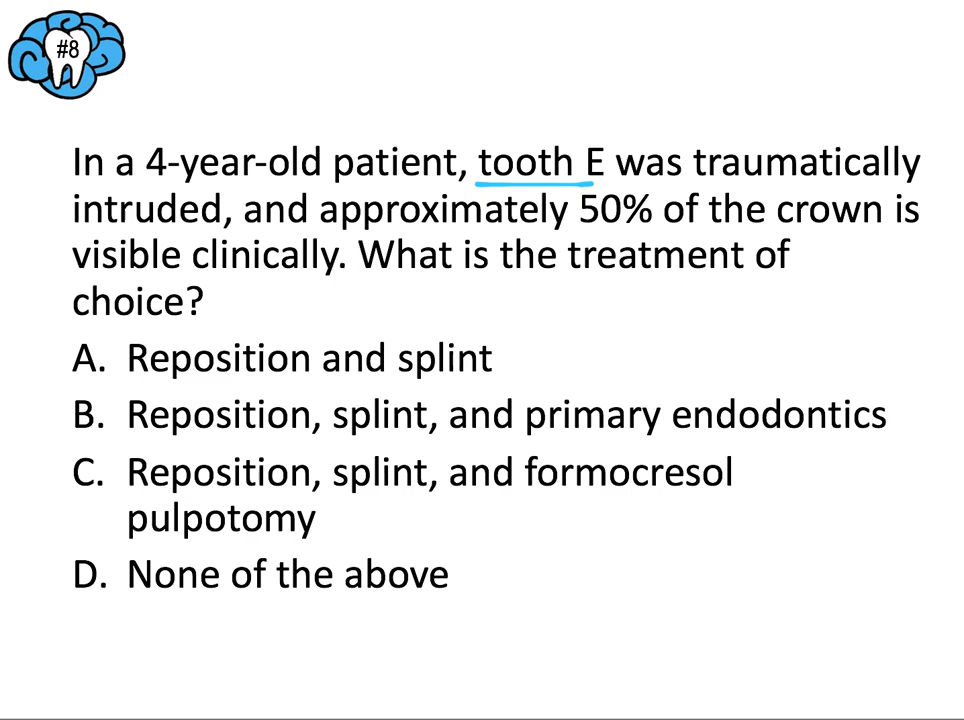 #8
In a 4-year-old patient, tooth E was traumatically
intruded, and approximately 50% of the crown is
visible clinically. What is the treatment of
choice?
A. Reposition and splint
B. Reposition, splint, and primary endodontics
C. Reposition, splint, and formocresol
pulpotomy
D. None of the above